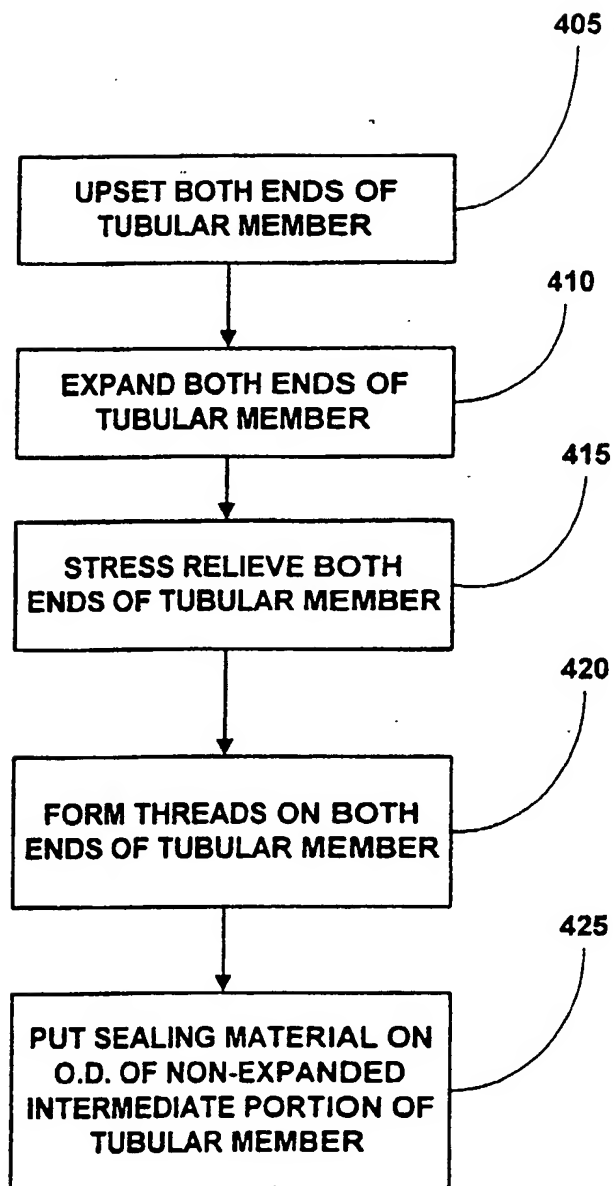 405
UPSET BOTH ENDS OF
TUBULAR MEMBER
410
EXPAND BOTH ENDS OF
TUBULAR MEMBER
415
STRESS RELIEVE BOTH
ENDS OF TUBULAR MEMBER
420
FORM THREADS ON BOTH
ENDS OF TUBULAR MEMBER
425
PUT SEALING MATERIAL ON
O.D. OF NON-EXPANDED
INTERMEDIATE PORTION OF
TUBULAR MEMBER